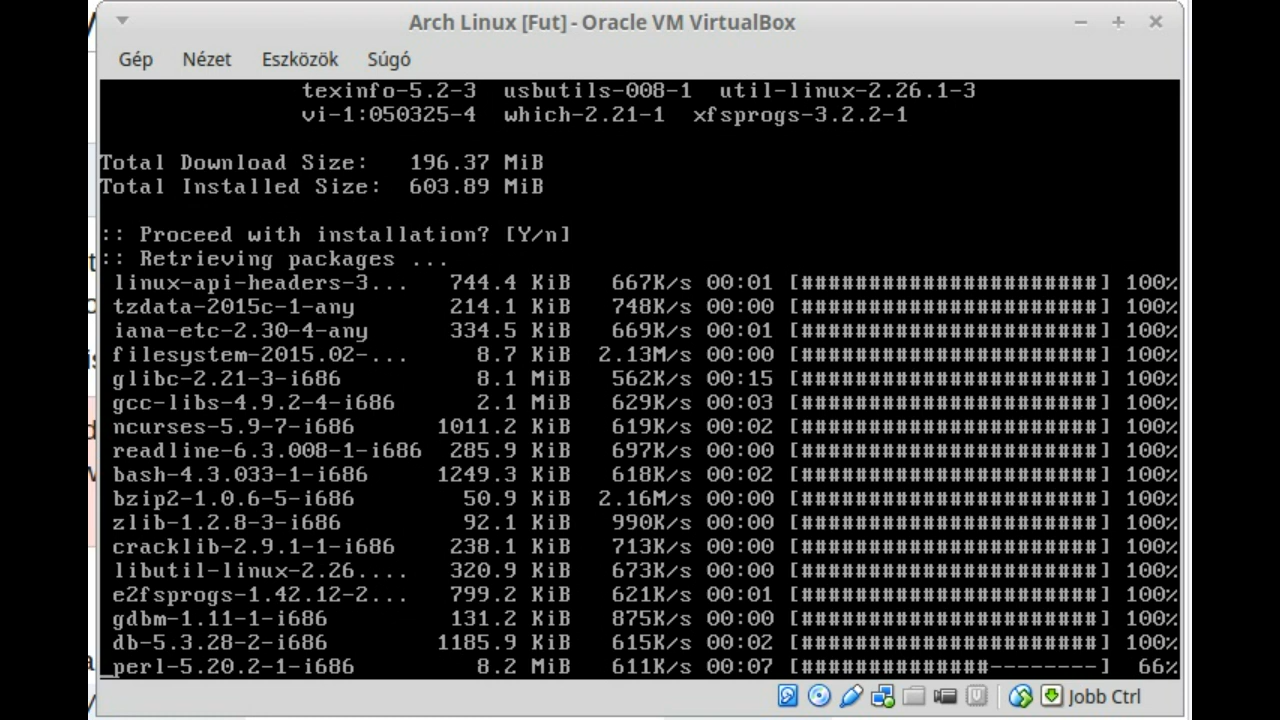 Arch Linux [Fut] - Oracle VM VirtualBox
Gép Nézet Eszközök Súgó
texinfo-5.2-3 usbutils-008-1 util-linux-2.26.1-3
vi-1:050325-4 which-2.21-1 xfsprogs-3.2.2-1
Total Download Size: 196.37 MiB
Total Installed Size: 603.89 MiB
:: Proceed with installation? [Y/n]
:: Retrieving packages ...
linux-api-headers-3... 744.4 KiB 667K/s 00:01 [######################] 100%
tzdata-2015c-1-any 214.1 KiB 748K/s 00:00 [######################] 100%
iana-etc-2.30-4-any 334.5 KiB 669K/s 00:01 [######################] 100%
filesystem-2015.02-... 8.7 KiB 2.13M/s 00:00 [######################] 100%
glibc-2.21-3-i686 8.1 MiB 562K/s 00:15 [######################] 100%
gcc-libs-4.9.2-4-i686 2.1 MiB 629K/s 00:03 [######################] 100%
ncurses-5.9-7-i686 1011.2 KiB 619K/s 00:02 [######################] 100%
readline-6.3.008-1-i686 285.9 KiB 697K/s 00:00 [######################] 100%
bash-4.3.033-1-i686 1249.3 KiB 618K/s 00:02 [######################] 100%
bzip2-1.0.6-5-i686 50.9 KiB 2.16M/s 00:00 [######################] 100%
zlib-1.2.8-3-i686 92.1 KiB 990K/s 00:00 [######################] 100%
cracklib-2.9.1-1-i686 238.1 KiB 713K/s 00:00 [######################] 100%
libutil-linux-2.26.... 320.9 KiB 673K/s 00:00 [######################] 100%
e2fsprogs-1.42.12-2... 799.2 KiB 621K/s 00:01 [######################] 100%
gdbm-1.11-1-i686 131.2 KiB 875K/s 00:00 [######################] 100%
db-5.3.28-2-i686 1185.9 KiB 615K/s 00:02 [######################] 100%
perl-5.20.2-1-i686 8.2 MiB 611K/s 00:07 [##############--------] 66%
Jobb Ctrl